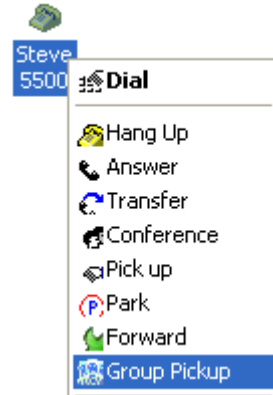 Steve
5500
Dial
Hang Up
Answer
Transfer
Conference
Pick up
Park
Forward
Group Pickup